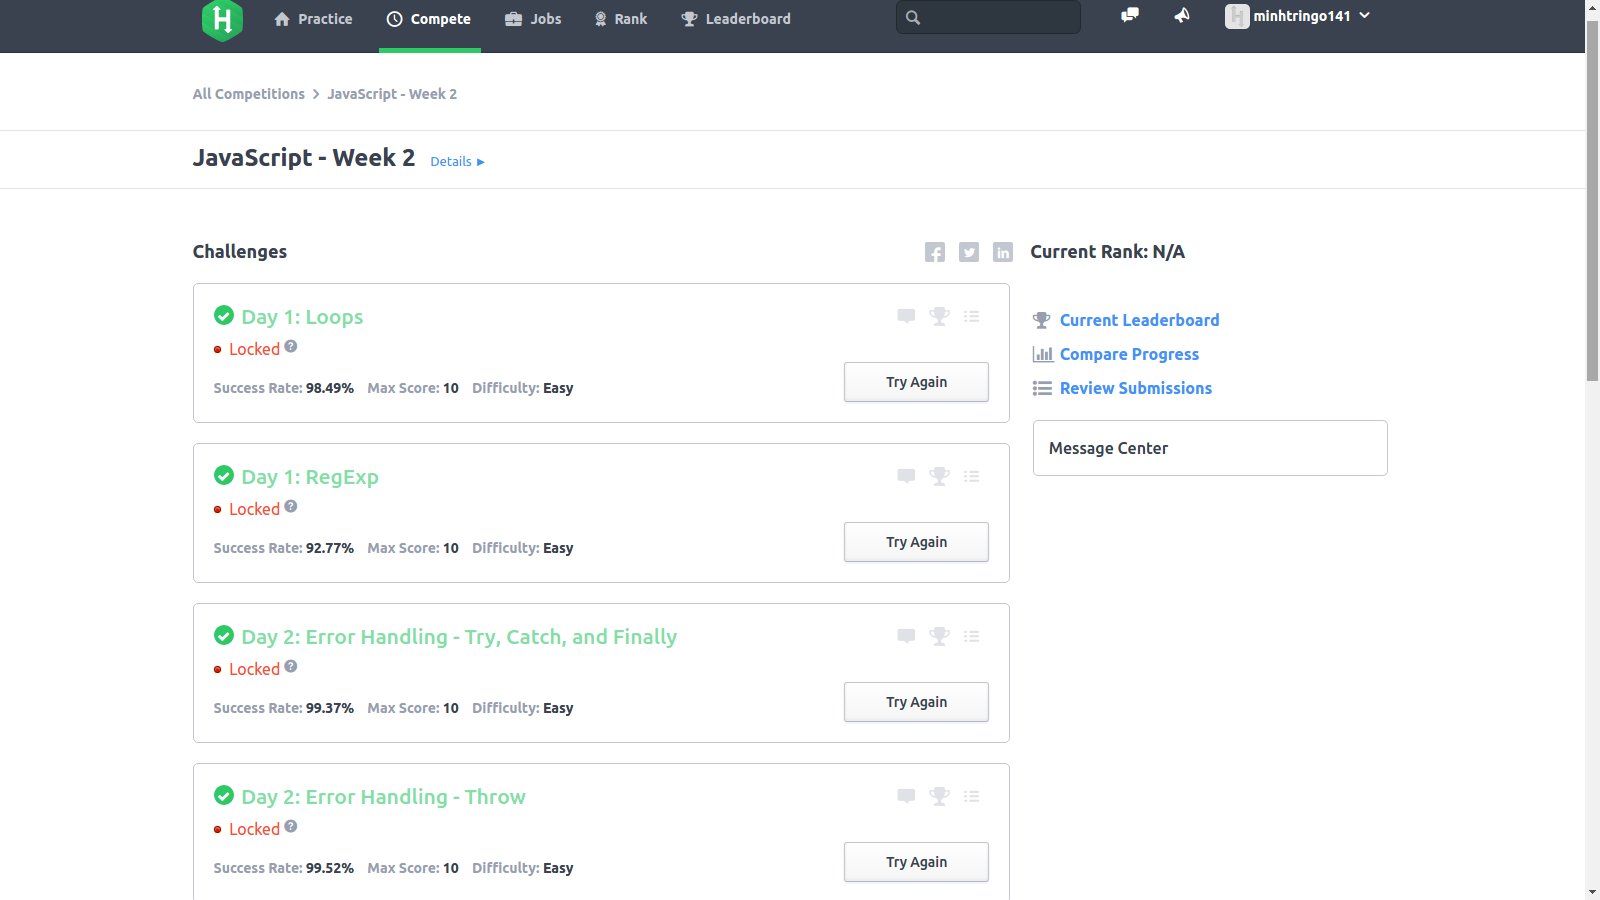 Practice Compete Jobs Rank Leaderboard minhtringo141
All Competitions > JavaScript - Week 2
JavaScript - Week 2 Details ▶
Challenges
Current Rank: N/A
Day 1: Loops
Locked ?
Success Rate: 98.49% Max Score: 10 Difficulty: Easy
Try Again
Current Leaderboard
Compare Progress
Review Submissions
Message Center
Day 1: RegExp
Locked ?
Success Rate: 92.77% Max Score: 10 Difficulty: Easy
Try Again
Day 2: Error Handling - Try, Catch, and Finally
Locked ?
Success Rate: 99.37% Max Score: 10 Difficulty: Easy
Try Again
Day 2: Error Handling - Throw
Locked ?
Success Rate: 99.52% Max Score: 10 Difficulty: Easy
Try Again